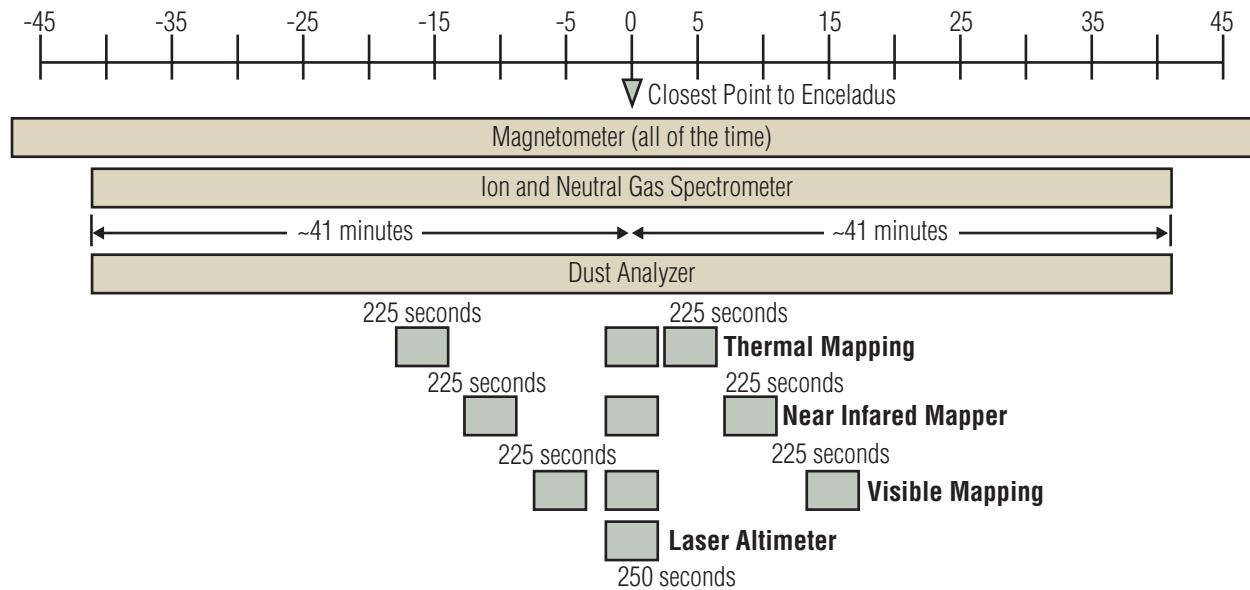 -45 -35 -25 -15 -5 0 5 15 25 35 45
Closest Point to Enceladus
Magnetometer (all of the time)
Ion and Neutral Gas Spectrometer
~41 minutes ~41 minutes
Dust Analyzer
225 seconds 225 seconds
Thermal Mapping
225 seconds 225 seconds
Near Infared Mapper
225 seconds 225 seconds
Visible Mapping
Laser Altimeter
250 seconds